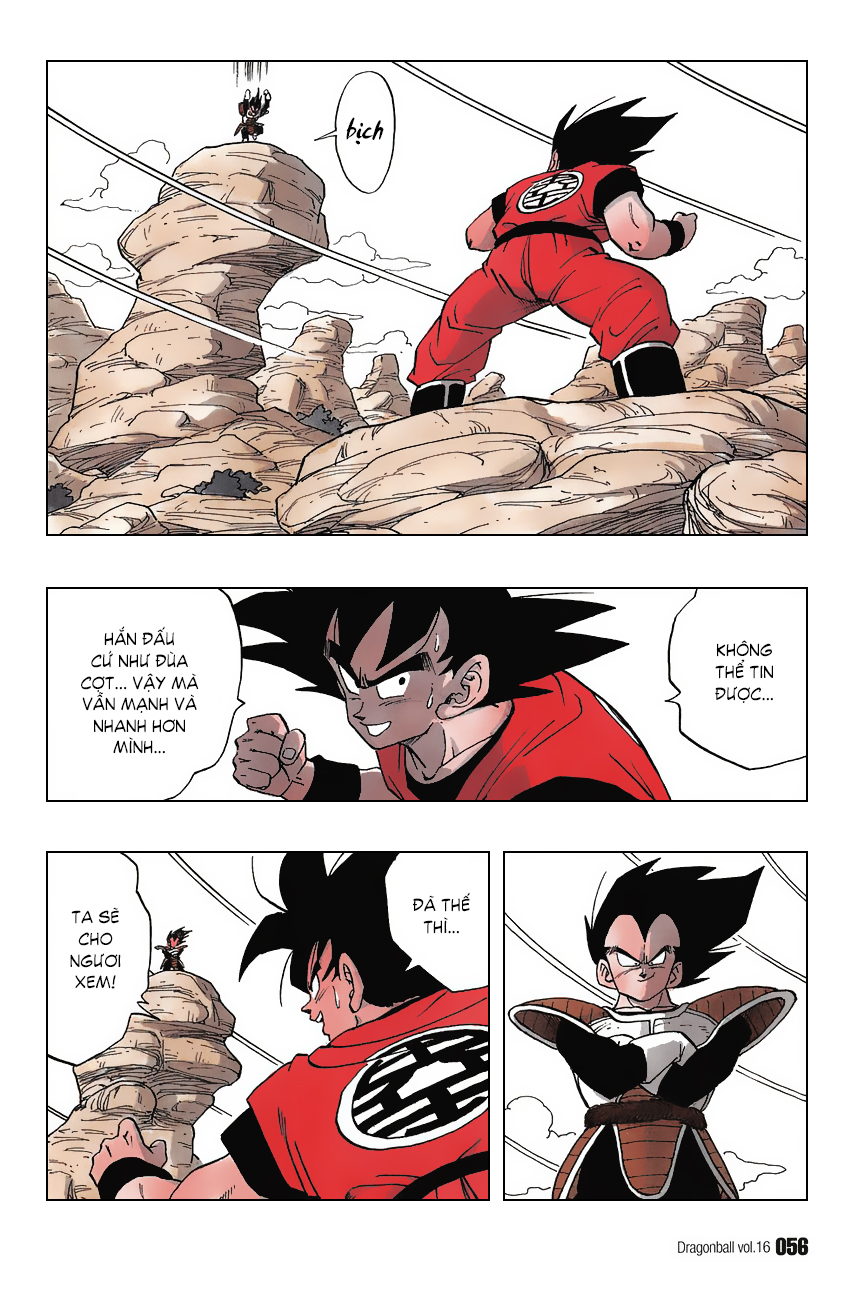 bịch
KHÔNG
THỂ TIN
ĐƯỢC...
HẮN ĐẤU
CỨ NHƯ ĐÙA
CỢT... VẬY MÀ
VẪN MẠNH VÀ
NHANH HƠN
MÌNH...
ĐÃ THẾ
THÌ...
TA SẼ
CHO
NGƯƠI
XEM!
Dragonball vol.16 056